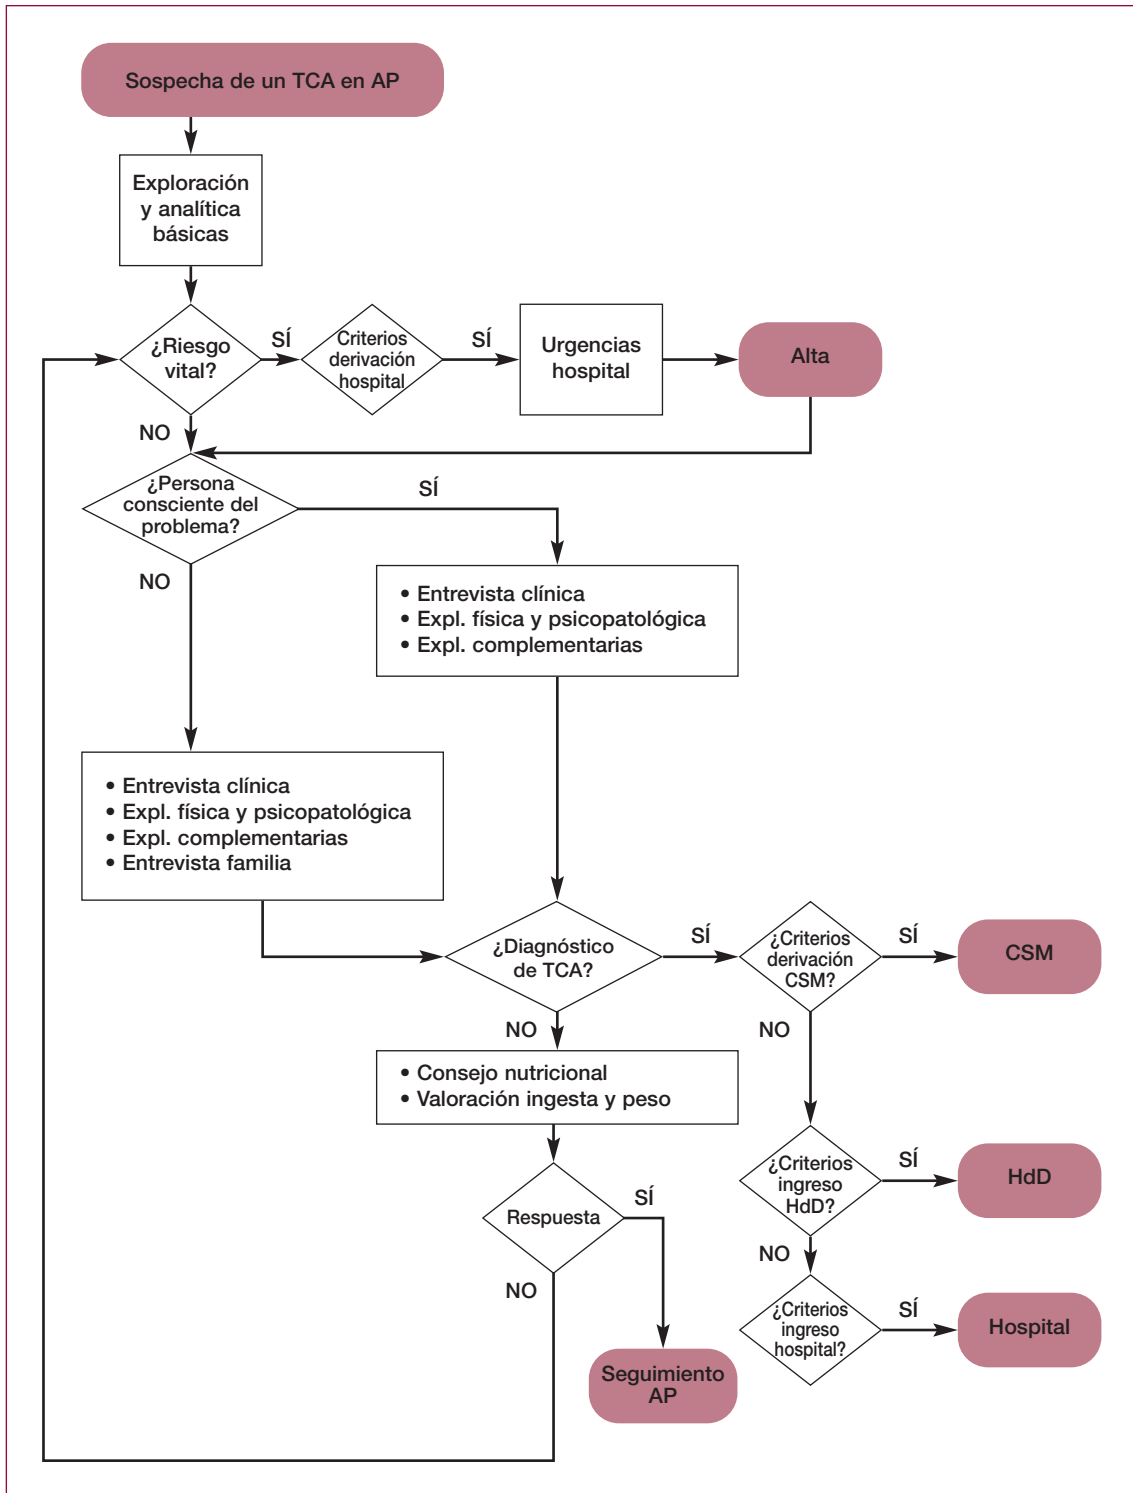 Sospecha de un TCA en AP
Exploración
y analítica
básicas
¿Riesgo
vital?
SÍ
Criterios
derivación
hospital
SÍ
Urgencias
hospital
Alta
NO
¿Persona
consciente del
problema?
SÍ
NO
• Entrevista clínica
• Expl. física y psicopatológica
• Expl. complementarias
• Entrevista clínica
• Expl. física y psicopatológica
• Expl. complementarias
• Entrevista familia
¿Diagnóstico
de TCA?
SÍ
¿Criterios
derivación
CSM?
SÍ
CSM
NO
NO
• Consejo nutricional
• Valoración ingesta y peso
¿Criterios
ingreso
HdD?
SÍ
HdD
Respuesta
SÍ
NO
NO
¿Criterios
ingreso
hospital?
SÍ
Hospital
Seguimiento
AP